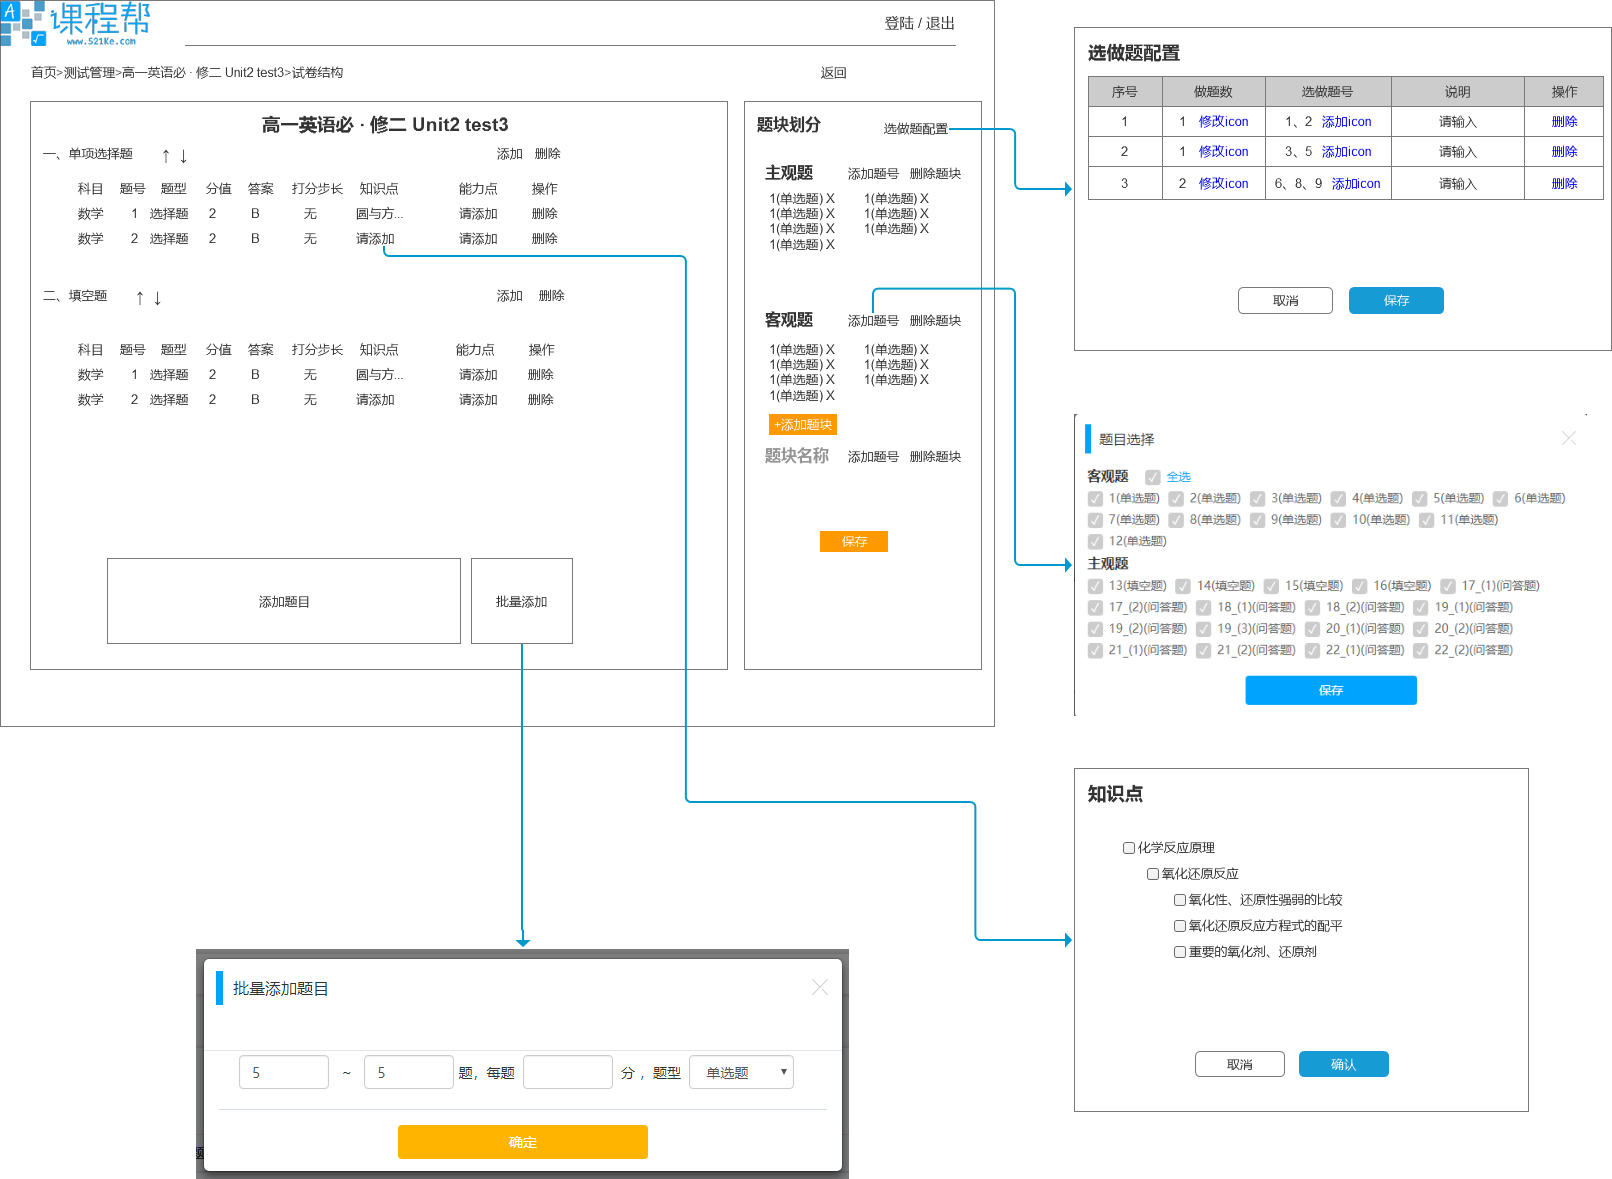 课程帮
www.521Ke.com
登陆 / 退出
首页>测试管理>高一英语必 · 修二 Unit2 test3>试卷结构
返回
高一英语必 · 修二 Unit2 test3
一、单项选择题 ↑ ↓ 添加 删除
科目 题号 题型 分值 答案 打分步长 知识点 能力点 操作
数学 1 选择题 2 B 无 圆与方... 请添加 删除
数学 2 选择题 2 B 无 请添加 请添加 删除
二、填空题 ↑ ↓ 添加 删除
科目 题号 题型 分值 答案 打分步长 知识点 能力点 操作
数学 1 选择题 2 B 无 圆与方... 请添加 删除
数学 2 选择题 2 B 无 请添加 请添加 删除
添加题目
批量添加
题块划分 选做题配置
主观题 添加题号 删除题块
1(单选题) X 1(单选题) X
1(单选题) X 1(单选题) X
1(单选题) X 1(单选题) X
1(单选题) X
客观题 添加题号 删除题块
1(单选题) X 1(单选题) X
1(单选题) X 1(单选题) X
1(单选题) X 1(单选题) X
1(单选题) X
+添加题块
题块名称 添加题号 删除题块
保存
选做题配置
序号 做题数 选做题号 说明 操作
1 1 修改icon 1、2 添加icon 请输入 删除
2 1 修改icon 3、5 添加icon 请输入 删除
3 2 修改icon 6、8、9 添加icon 请输入 删除
取消 保存
题目选择
客观题 全选
1(单选题) 2(单选题) 3(单选题) 4(单选题) 5(单选题) 6(单选题)
7(单选题) 8(单选题) 9(单选题) 10(单选题) 11(单选题)
12(单选题)
主观题
13(填空题) 14(填空题) 15(填空题) 16(填空题) 17_(1)(问答题)
17_(2)(问答题) 18_(1)(问答题) 18_(2)(问答题) 19_(1)(问答题)
19_(2)(问答题) 19_(3)(问答题) 20_(1)(问答题) 20_(2)(问答题)
21_(1)(问答题) 21_(2)(问答题) 22_(1)(问答题) 22_(2)(问答题)
保存
知识点
化学反应原理
氧化还原反应
氧化性、还原性强弱的比较
氧化还原反应方程式的配平
重要的氧化剂、还原剂
取消 确认
批量添加题目
5 ~ 5 题，每题 分 ，题型 单选题
确定